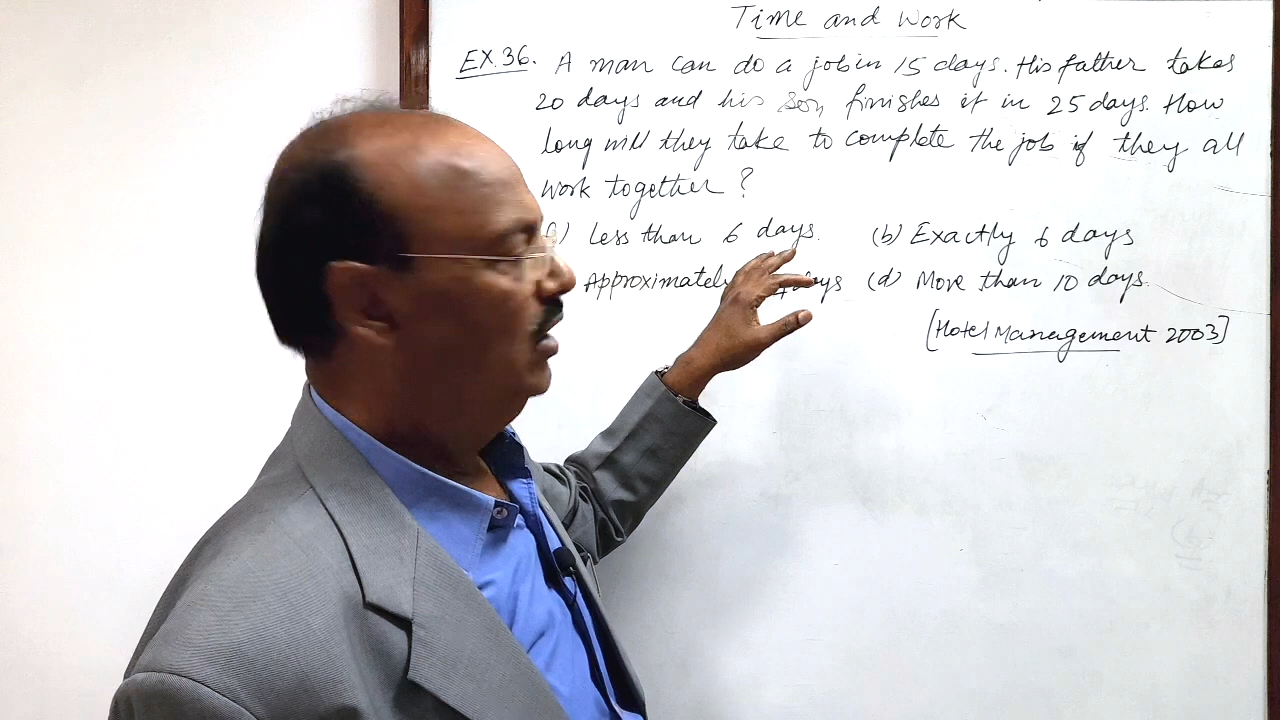 Time and Work
EX.36. A man can do a job in 15 days. His father takes
20 days and his son finishes it in 25 days. How
long will they take to complete the job if they all
work together?
) Less than 6 days. (b) Exactly 6 days
Approximately days (d) More than 10 days.
[Hotel Management 2003]